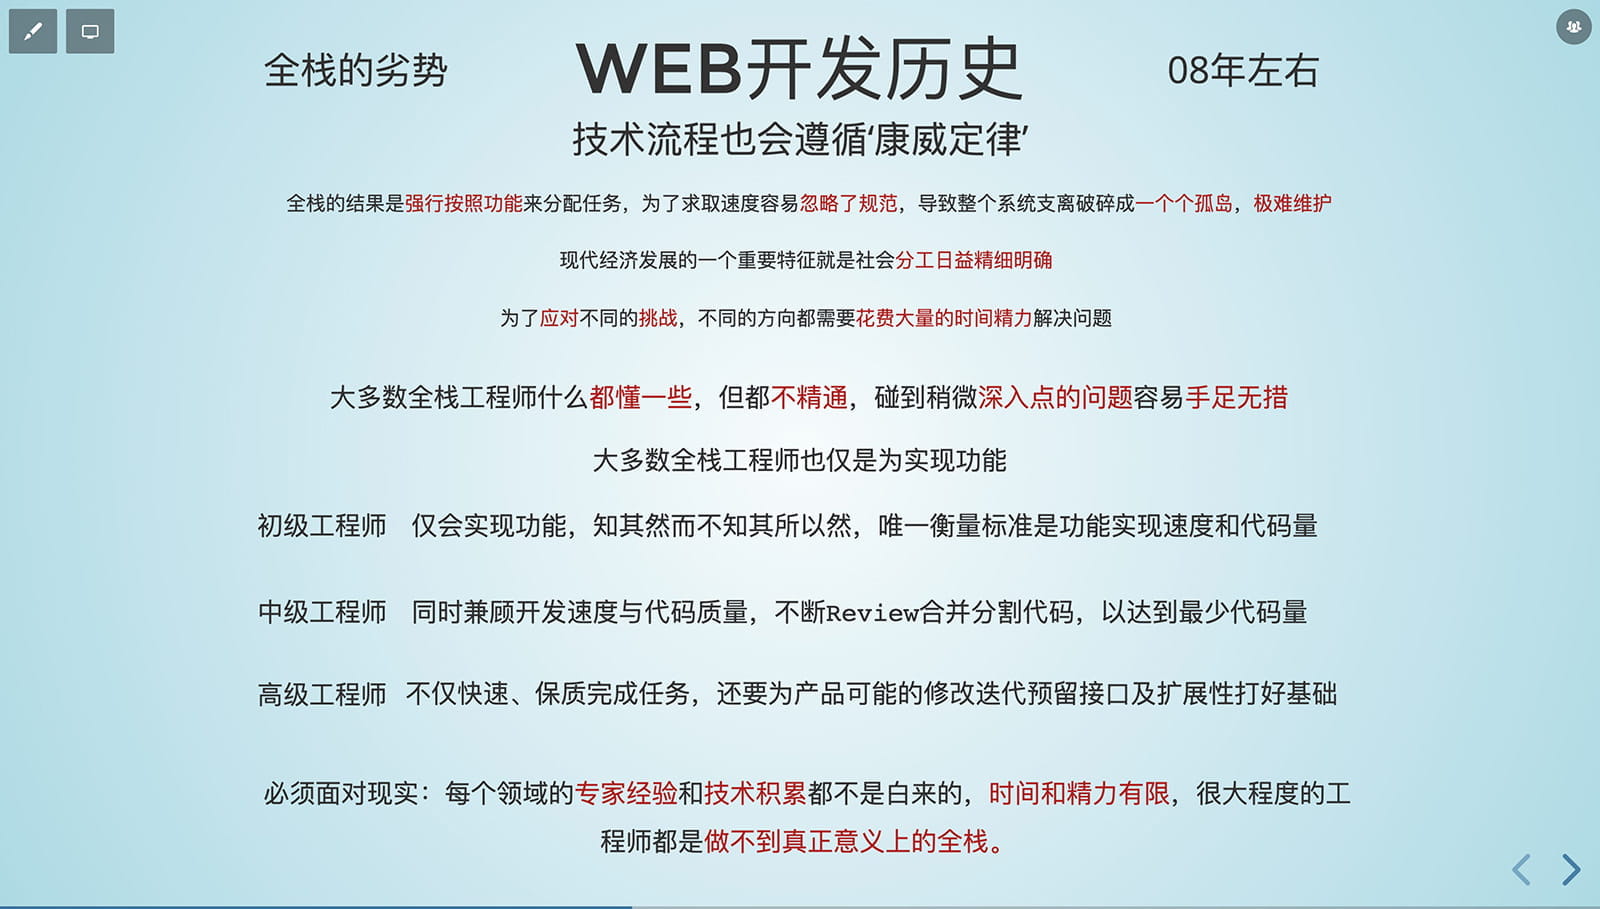 全栈的劣势
WEB开发历史
08年左右
技术流程也会遵循‘康威定律’
全栈的结果是强行按照功能来分配任务，为了求取速度容易忽略了规范，导致整个系统支离破碎成一个个孤岛，极难维护
现代经济发展的一个重要特征就是社会分工日益精细明确
为了应对不同的挑战，不同的方向都需要花费大量的时间精力解决问题
大多数全栈工程师什么都懂一些，但都不精通，碰到稍微深入点的问题容易手足无措
大多数全栈工程师也仅是为实现功能
初级工程师 仅会实现功能，知其然而不知其所以然，唯一衡量标准是功能实现速度和代码量
中级工程师 同时兼顾开发速度与代码质量，不断Review合并分割代码，以达到最少代码量
高级工程师 不仅快速、保质完成任务，还要为产品可能的修改迭代预留接口及扩展性打好基础
必须面对现实：每个领域的专家经验和技术积累都不是白来的，时间和精力有限，很大程度的工
程师都是做不到真正意义上的全栈。